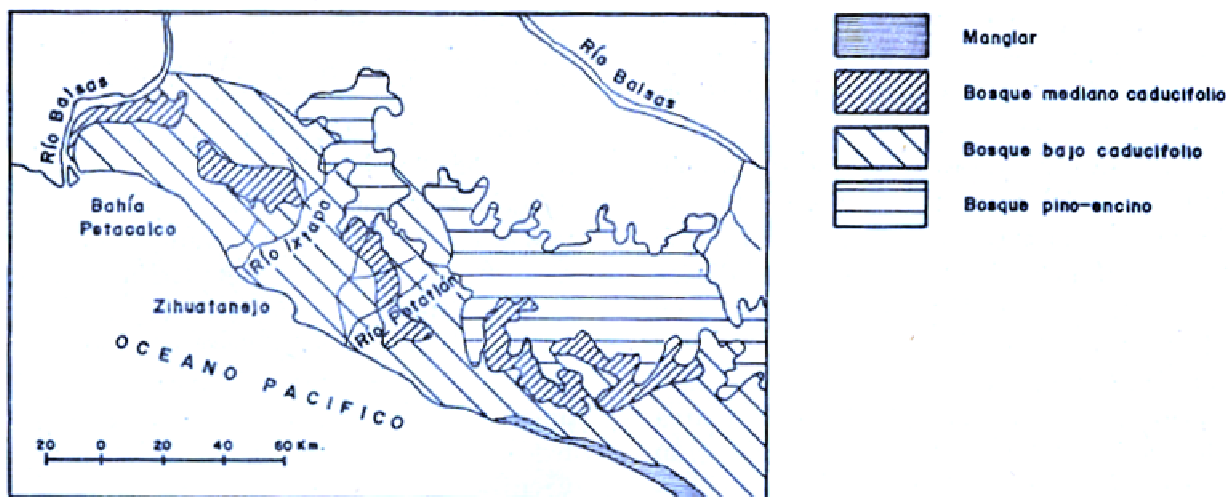 Río Balsas
Río Balsas
Bahía
Petacalco
Río Ixtapa
Zihuatanejo
Río Petatlán
OCEANO PACIFICO
20 0 20 40 60 Km.
Manglar
Bosque mediano caducifolio
Bosque bajo caducifolio
Bosque pino-encino